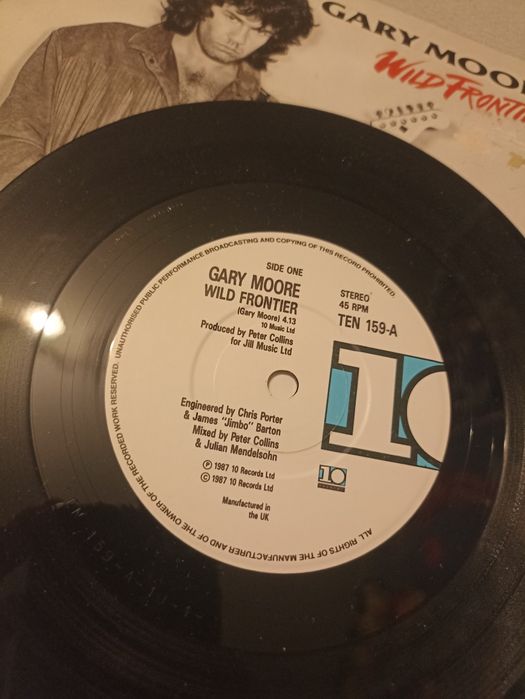 GARY MOO
WILD FRONTI
UNAUTHORISED PUBLIC PERFORMANCE BROADCASTING AND COPYING OF THIS RECORD PROHIBITED.
SIDE ONE
GARY MOORE
WILD FRONTIER
(Gary Moore) 4.13
10 Music Ltd
Produced by Peter Collins
for Jill Music Ltd
STEREO
45 RPM
TEN 159-A
10
Engineered by Chris Porter
& James "Jimbo" Barton
Mixed by Peter Collins
& Julian Mendelsohn
℗ 1987 10 Records Ltd
© 1987 10 Records Ltd
Manufactured in
the UK
10
ALL RIGHTS OF THE MANUFACTURER AND OF THE OWNER OF THE RECORDED WORK RESERVED.